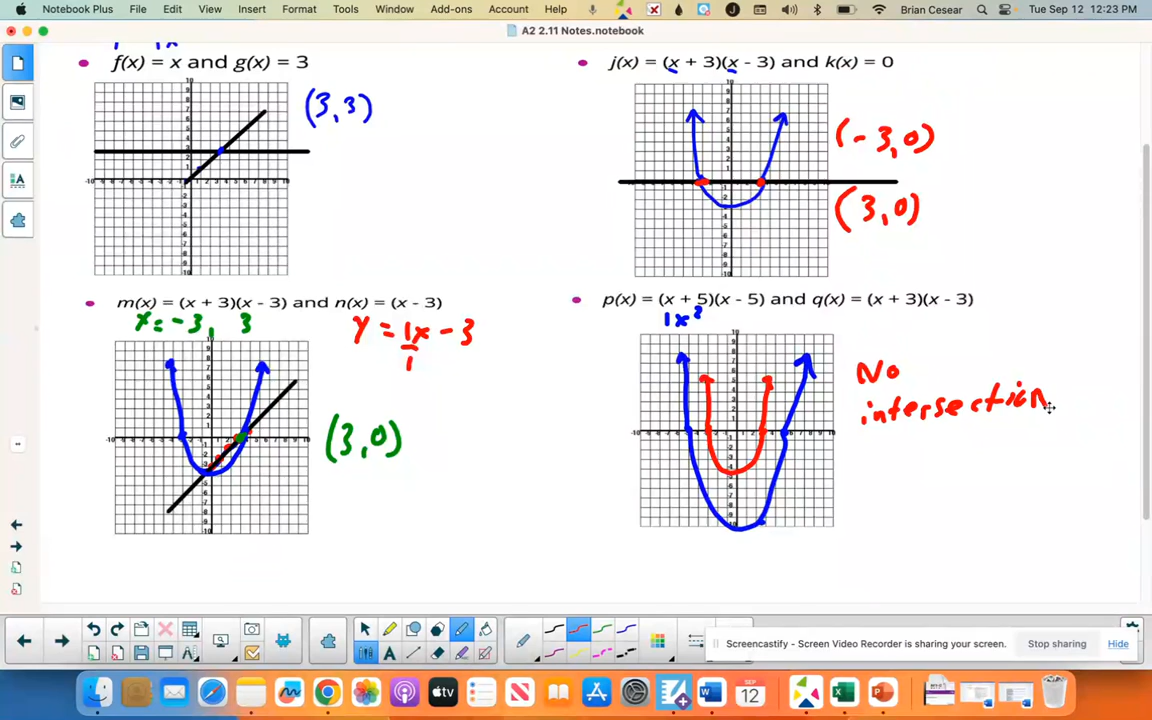 Notebook Plus File Edit View Insert Format Tools Window Add-ons Account Help Brian Cesear Tue Sep 12 12:23 PM
A2 2.11 Notes.notebook
f(x) = x and g(x) = 3
(3,3)
j(x) = (x + 3)(x - 3) and k(x) = 0
(-3,0)
(3,0)
m(x) = (x + 3)(x - 3) and n(x) = (x - 3)
x = -3, 3
y = 1x - 3
1
(3,0)
p(x) = (x + 5)(x - 5) and q(x) = (x + 3)(x - 3)
1x²
No
intersection
Screencastify - Screen Video Recorder is sharing your screen. Stop sharing Hide
SEP
12